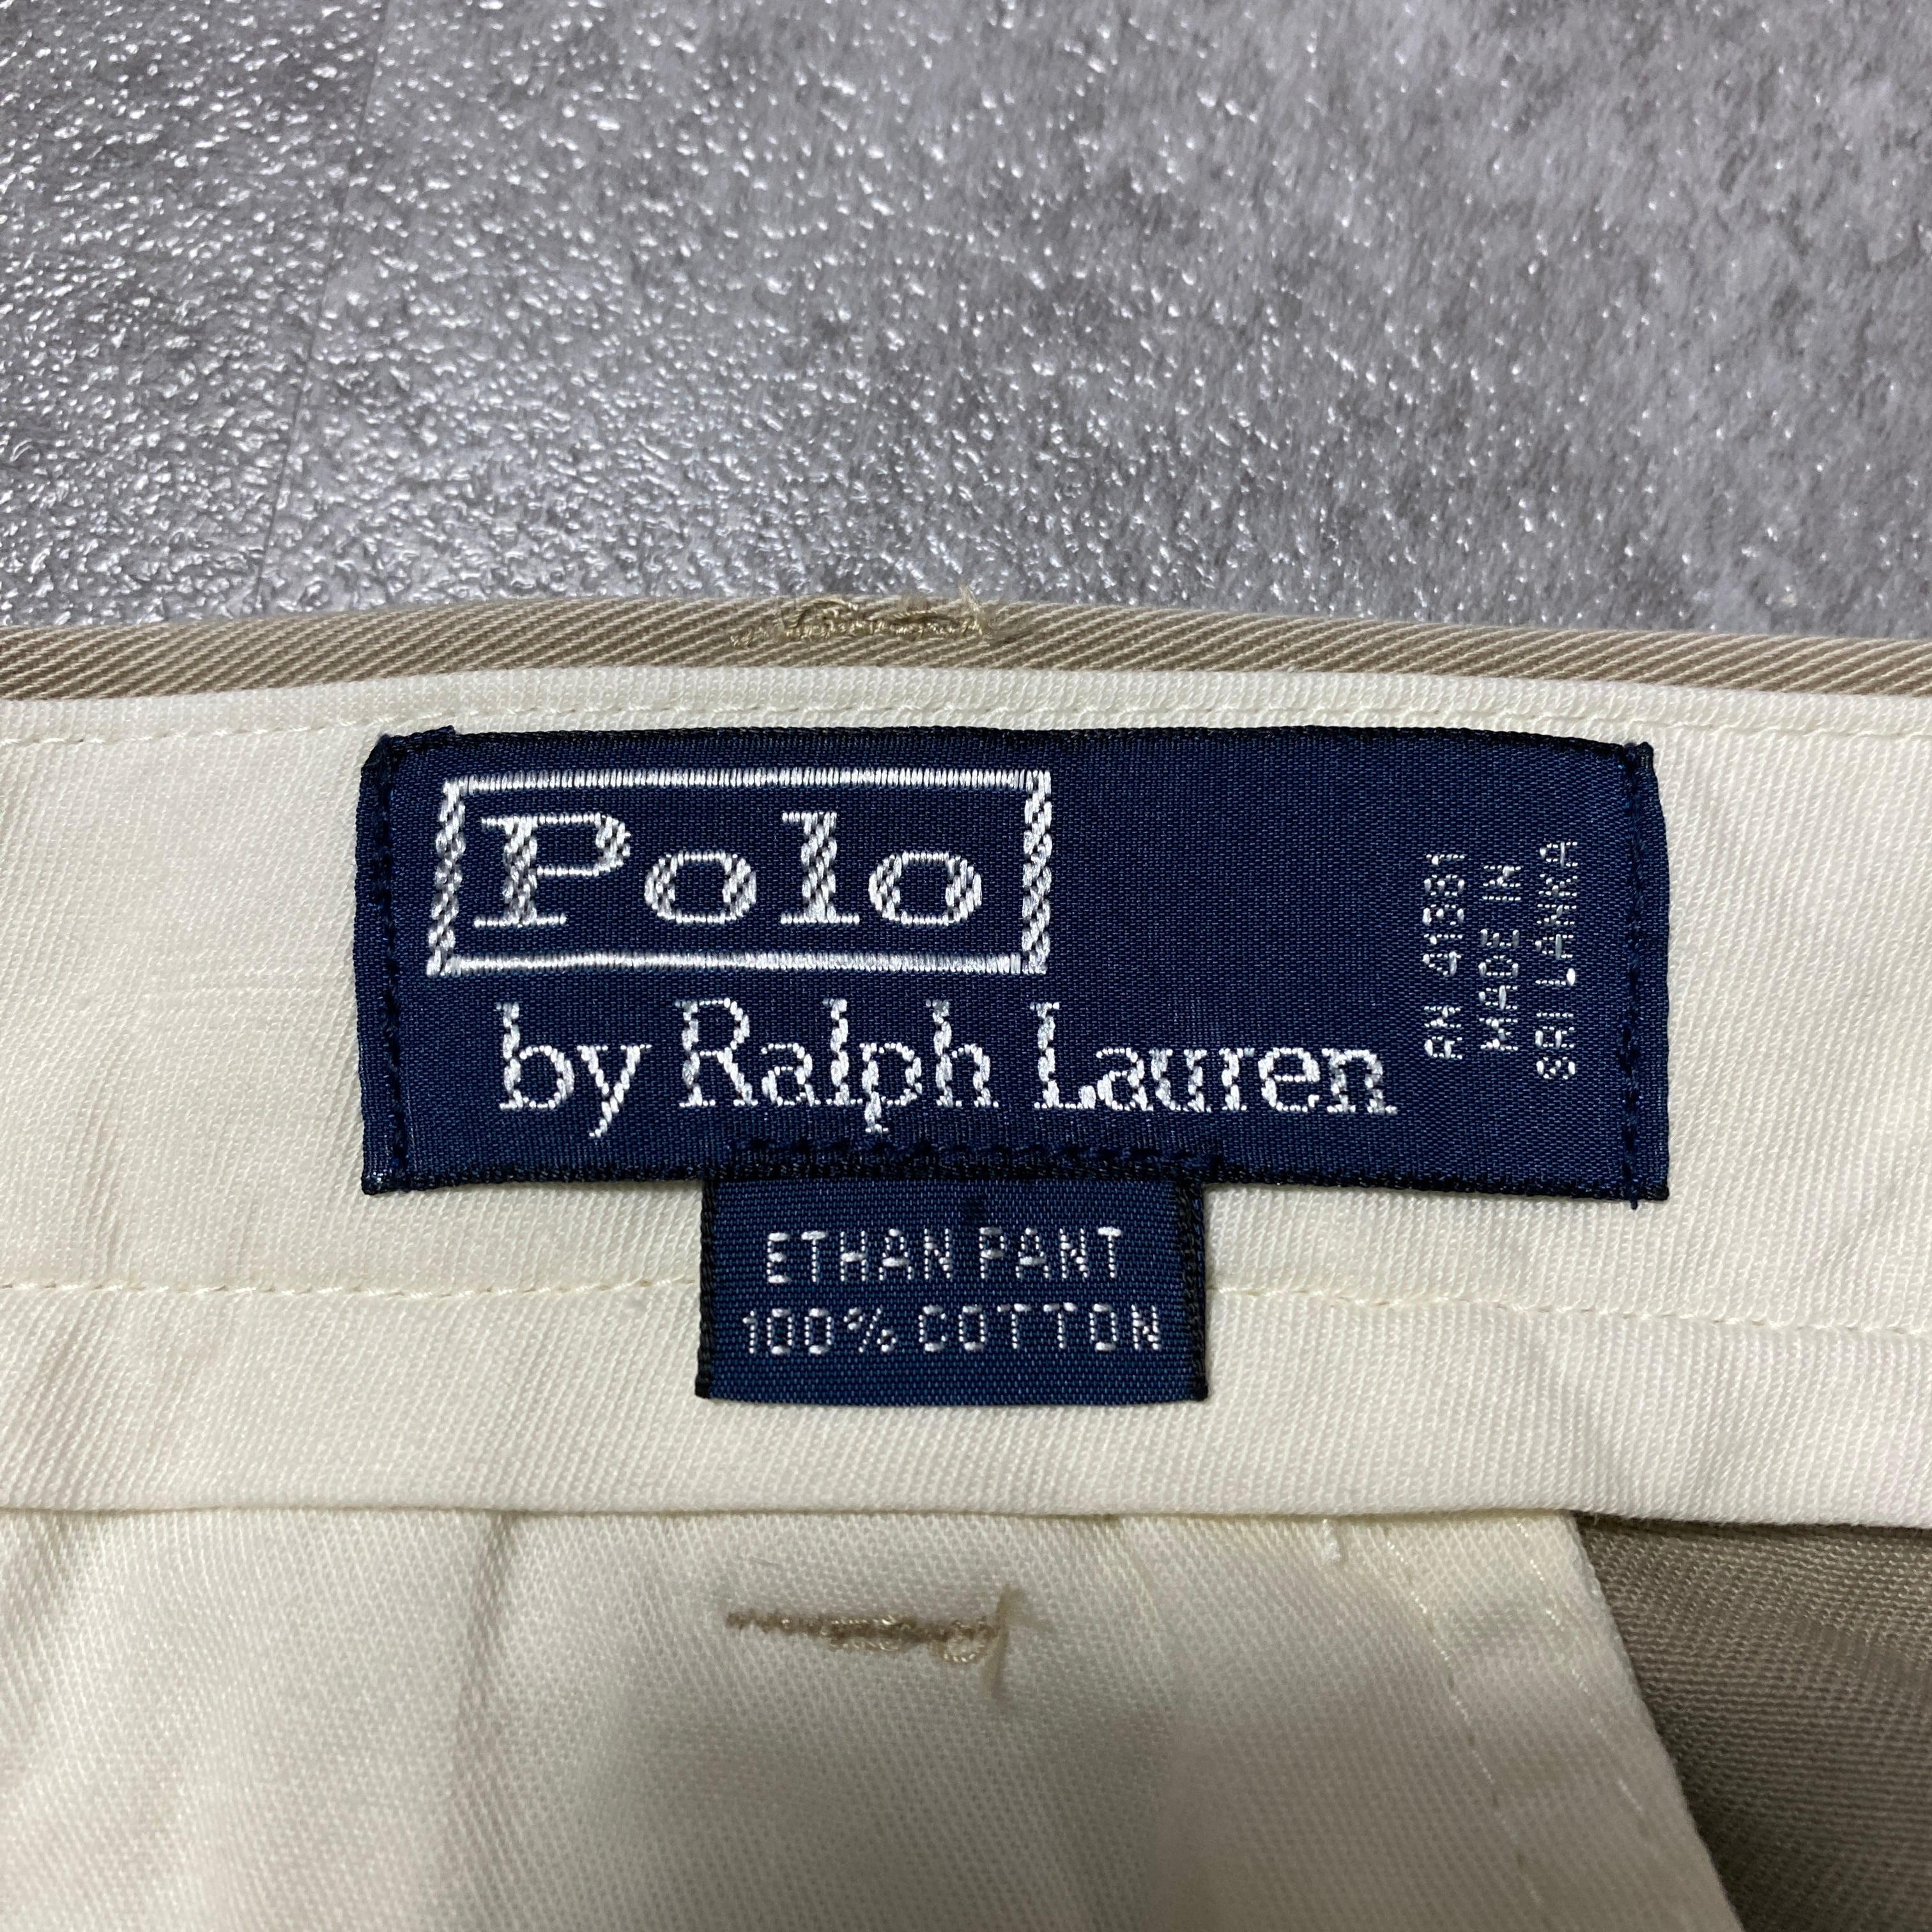 Polo
by Ralph Lauren
RN 41381
MADE IN
SRI LANKA
ETHAN PANT
100% COTTON